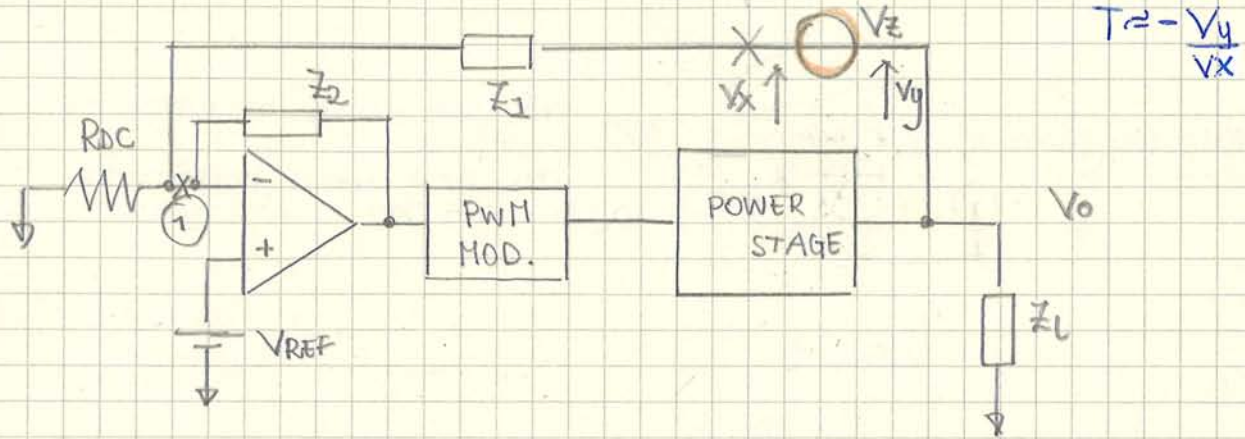 Vz
T≈ - Vy
Vx
Z2
Z1
Vx
Vy
RDC
-
1
+
PWM
MOD.
POWER
STAGE
Vo
VREF
ZL